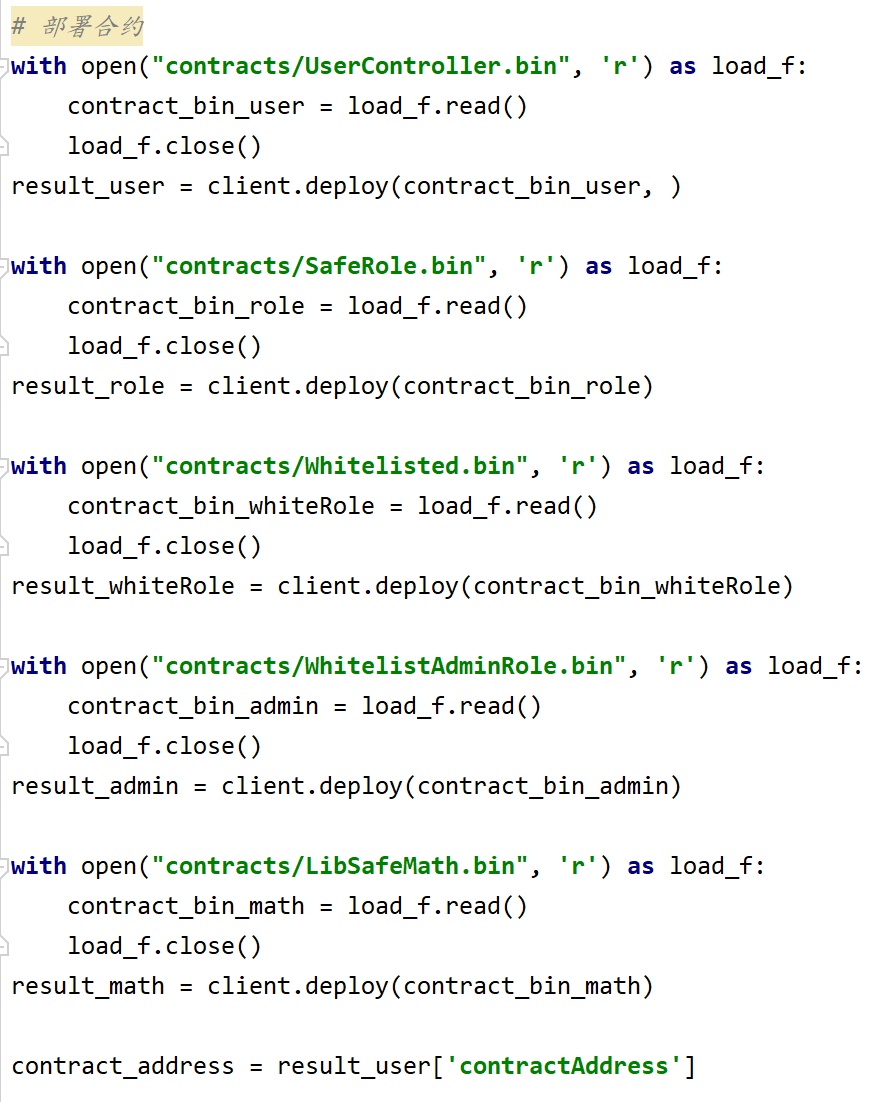 # 部署合约
with open("contracts/UserController.bin", 'r') as load_f:
    contract_bin_user = load_f.read()
    load_f.close()
result_user = client.deploy(contract_bin_user, )

with open("contracts/SafeRole.bin", 'r') as load_f:
    contract_bin_role = load_f.read()
    load_f.close()
result_role = client.deploy(contract_bin_role)

with open("contracts/Whitelisted.bin", 'r') as load_f:
    contract_bin_whiteRole = load_f.read()
    load_f.close()
result_whiteRole = client.deploy(contract_bin_whiteRole)

with open("contracts/WhitelistAdminRole.bin", 'r') as load_f:
    contract_bin_admin = load_f.read()
    load_f.close()
result_admin = client.deploy(contract_bin_admin)

with open("contracts/LibSafeMath.bin", 'r') as load_f:
    contract_bin_math = load_f.read()
    load_f.close()
result_math = client.deploy(contract_bin_math)

contract_address = result_user['contractAddress']